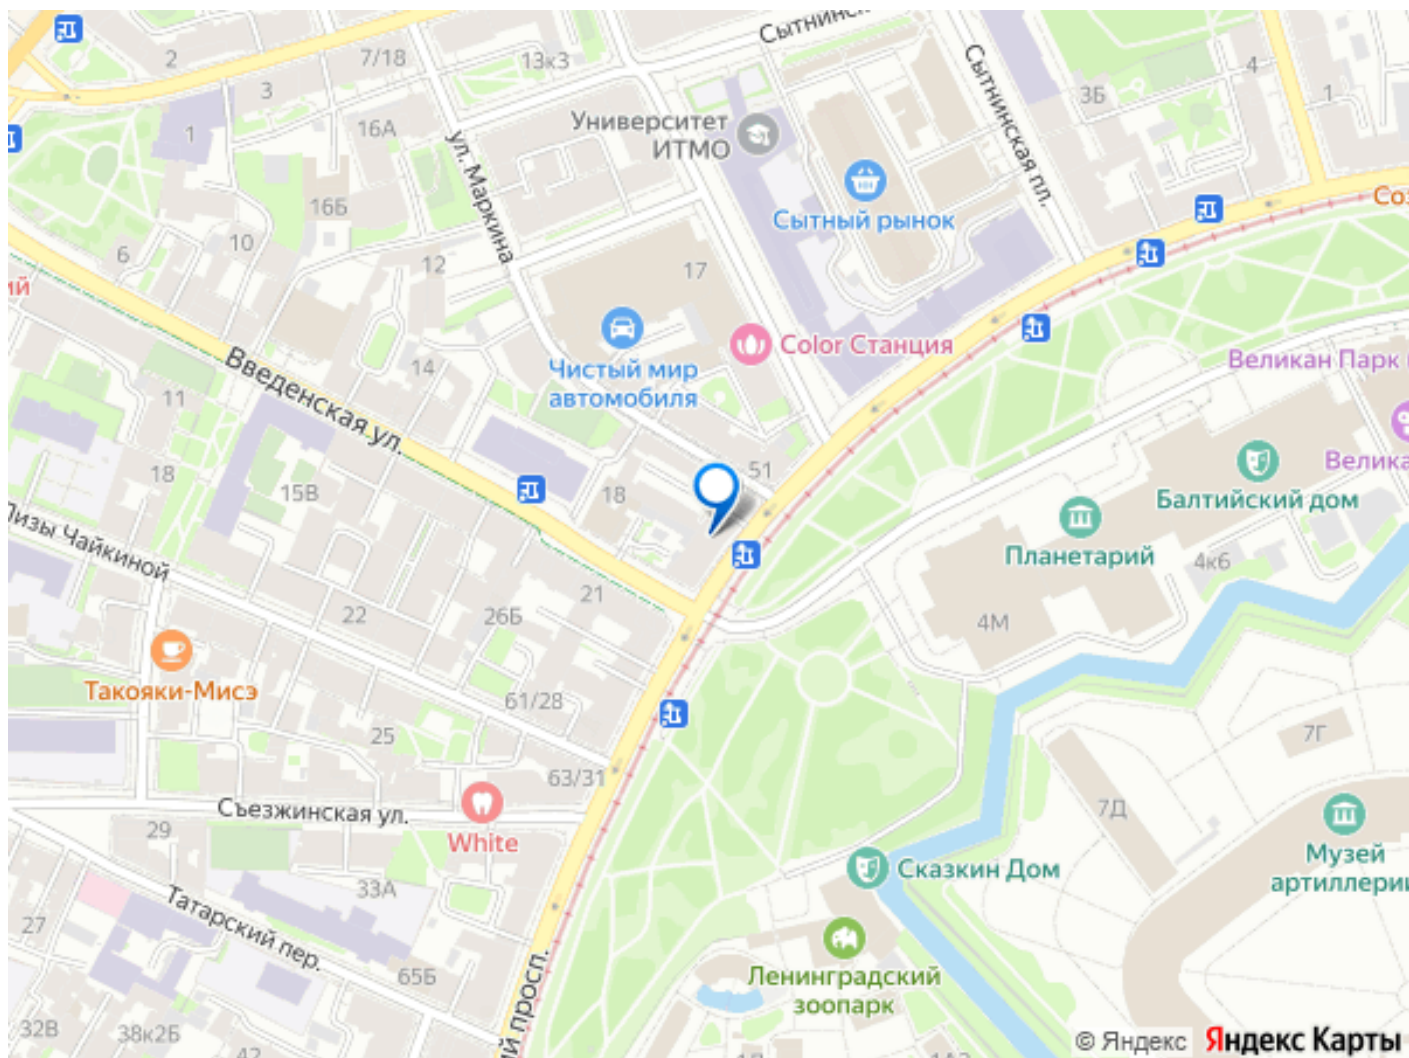 Сытнинск
2
7/18
13к3
3
4
1
3Б
Сытнинская пл.
1
16А
Университет
ИТМО
ул. Маркина
Соз
16Б
Сытный рынок
6
10
12
17
ий
Color Станция
Чистый мир
автомобиля
Великан Парк
Введенская ул.
14
11
Велика
51
18
15В
18
Балтийский дом
Планетарий
4к6
Лизы Чайкиной
21
22
26Б
4М
Такояки-Мисэ
61/28
25
7Г
63/31
Съезжинская ул.
7Д
29
White
Музей
артиллери
Сказкин Дом
33А
Татарский пер.
27
65Б
Ленинградский
зоопарк
й просп.
32В
38к2Б
42
© Яндекс Яндекс Карты